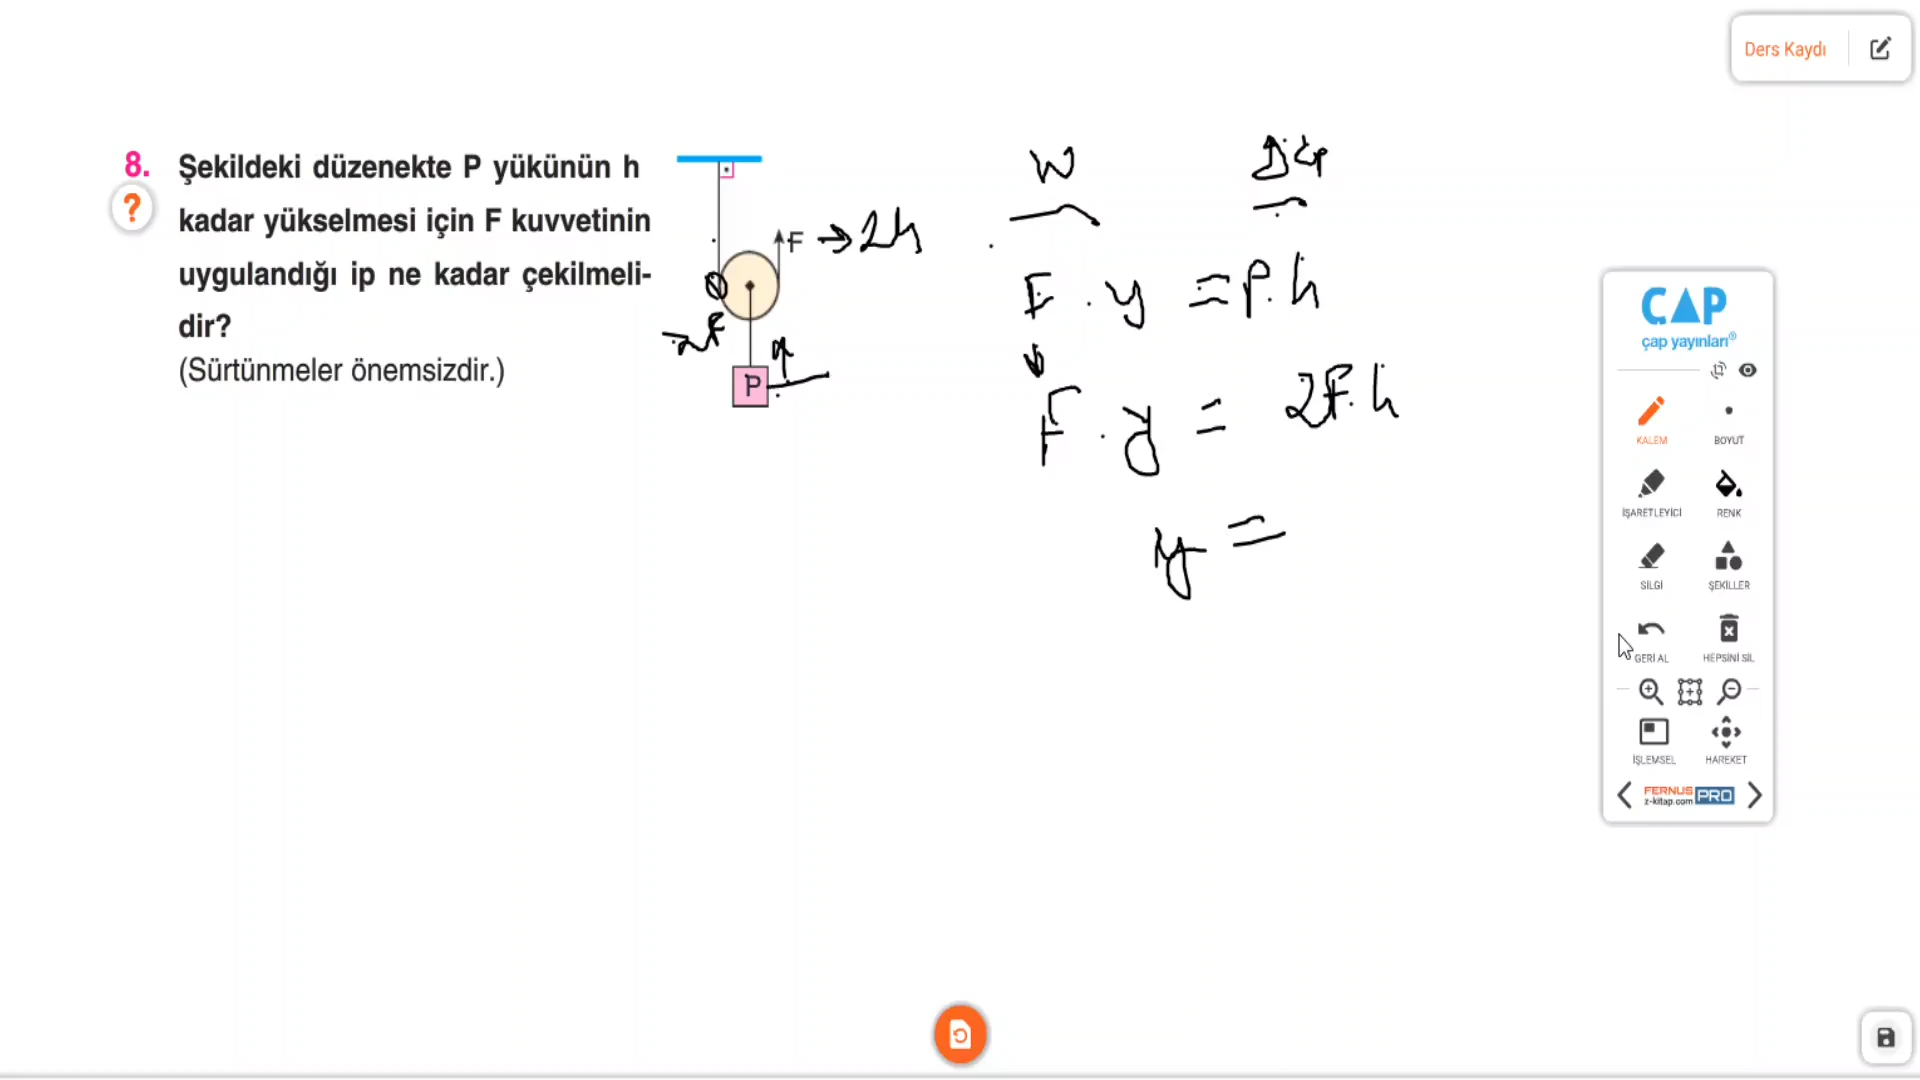 Ders Kaydı
8. Şekildeki düzenekte P yükünün h
? kadar yükselmesi için F kuvvetinin
uygulandığı ip ne kadar çekilmeli-
dir?
(Sürtünmeler önemsizdir.)
F → 2h
P
W
F . y = P . h
F . y = 2F . h
y =
ÇAP
çap yayınları®
KALEM BOYUT
İŞARETLEYİCİ RENK
SİLGİ ŞEKİLLER
GERİ AL HEPSİNİ SİL
İŞLEMSEL HAREKET
FERNUS PRO
z-kitap.com